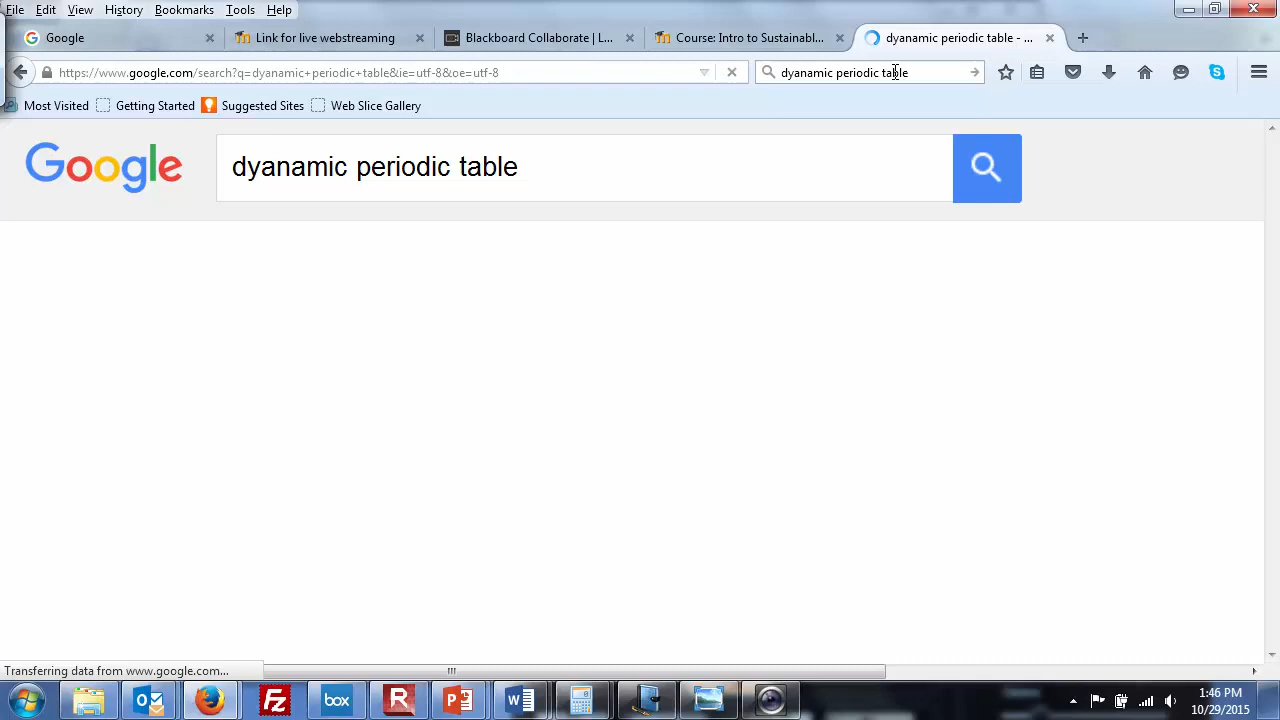 File Edit View History Bookmarks Tools Help
Google Link for live webstreaming Blackboard Collaborate | L... Course: Intro to Sustainabl... dyanamic periodic table - ...
https://www.google.com/search?q=dyanamic+periodic+table&ie=utf-8&oe=utf-8 dyanamic periodic table
Most Visited Getting Started Suggested Sites Web Slice Gallery
Google dyanamic periodic table
Transferring data from www.google.com...
Fz box R P W
1:46 PM
10/29/2015